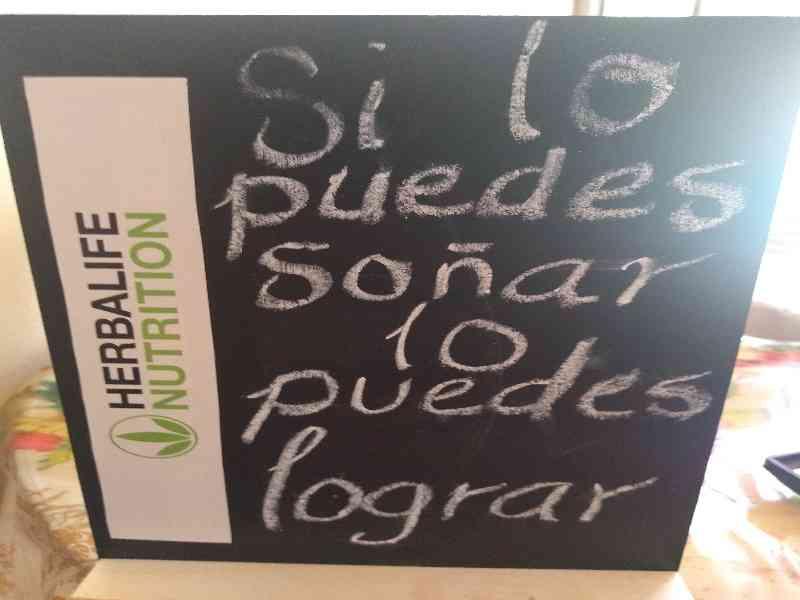 Si lo
puedes
soñar
lo
puedes
lograr
HERBALIFE
NUTRITION